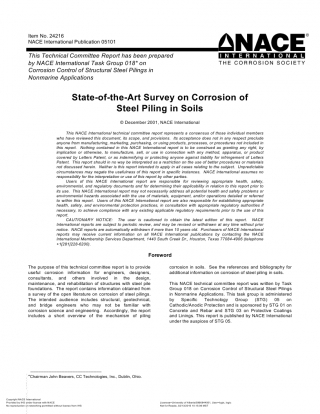 Item No. 24216
NACE International Publication 05101
This Technical Committee Report has been prepared
by NACE International Task Group 018* on
Corrosion Control of Structural Steel Pilings in
Nonmarine Applications
NACE
INTERNATIONAL
THE CORROSION SOCIETY
State-of-the-Art Survey on Corrosion of
Steel Piling in Soils
© December 2001, NACE International
This NACE International technical committee report represents a consensus of those individual members
who have reviewed this document, its scope, and provisions. Its acceptance does not in any respect preclude
anyone from manufacturing, marketing, purchasing, or using products, processes, or procedures not included in
this report. Nothing contained in this NACE International report is to be construed as granting any right, by
implication or otherwise, to manufacture, sell, or use in connection with any method, apparatus, or product
covered by Letters Patent, or as indemnifying or protecting anyone against liability for infringement of Letters
Patent. This report should in no way be interpreted as a restriction on the use of better procedures or materials
not discussed herein. Neither is this report intended to apply in all cases relating to the subject. Unpredictable
circumstances may negate the usefulness of this report in specific instances. NACE International assumes no
responsibility for the interpretation or use of this report by other parties.
Users of this NACE International report are responsible for reviewing appropriate health, safety,
environmental, and regulatory documents and for determining their applicability in relation to this report prior to
its use. This NACE International report may not necessarily address all potential health and safety problems or
environmental hazards associated with the use of materials, equipment, and/or operations detailed or referred
to within this report. Users of this NACE International report are also responsible for establishing appropriate
health, safety, and environmental protection practices, in consultation with appropriate regulatory authorities if
necessary, to achieve compliance with any existing applicable regulatory requirements prior to the use of this
report.
CAUTIONARY NOTICE: The user is cautioned to obtain the latest edition of this report. NACE
International reports are subject to periodic review, and may be revised or withdrawn at any time without prior
notice. NACE reports are automatically withdrawn if more than 10 years old. Purchasers of NACE International
reports may receive current information on all NACE International publications by contacting the NACE
International Membership Services Department, 1440 South Creek Dr., Houston, Texas 77084-4906 (telephone
+1[281]228-6200).
Foreword
The purpose of this technical committee report is to provide
useful corrosion information for engineers, designers,
consultants, and others involved in the design,
maintenance, and rehabilitation of structures with steel pile
foundations. The report contains information obtained from
a survey of the open literature on corrosion of steel pilings.
The intended audience includes structural, geotechnical,
and bridge engineers who may not be familiar with
corrosion science and engineering. Accordingly, the report
includes a short overview of the mechanism of piling
corrosion in soils. See the references and bibliography for
additional information on corrosion of steel piling in soils.
This NACE International committee report was written by Task
Group 018 on Corrosion Control of Structural Steel Pilings
in Nonmarine Applications. This task group is administered
by Specific Technology Group (STG) 05 on
Cathodic/Anodic Protection and is sponsored by STG 01 on
Concrete and Rebar and STG 03 on Protective Coatings
and Linings. This report is published by NACE International
under the auspices of STG 05.
*Chairman John Beavers, CC Technologies, Inc., Dublin, Ohio.
Copyright NACE International